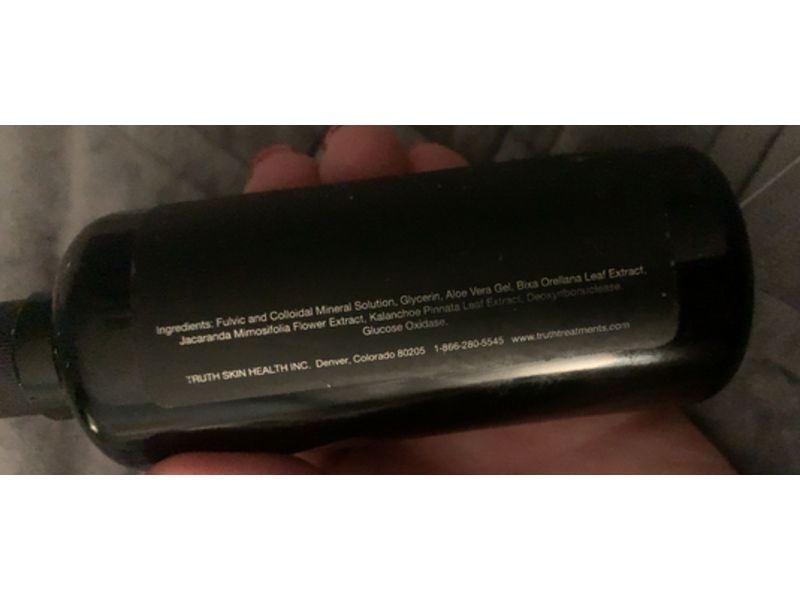 Ingredients: Fulvic and Colloidal Mineral Solution, Glycerin, Aloe Vera Gel, Bixa Orellana Leaf Extract,
Jacaranda Mimosifolia Flower Extract, Kalanchoe Pinnata Leaf Extract, Deoxyribonuclease,
Glucose Oxidase.
TRUTH SKIN HEALTH INC. Denver, Colorado 80205 1-866-280-5545 www.truthtreatments.com